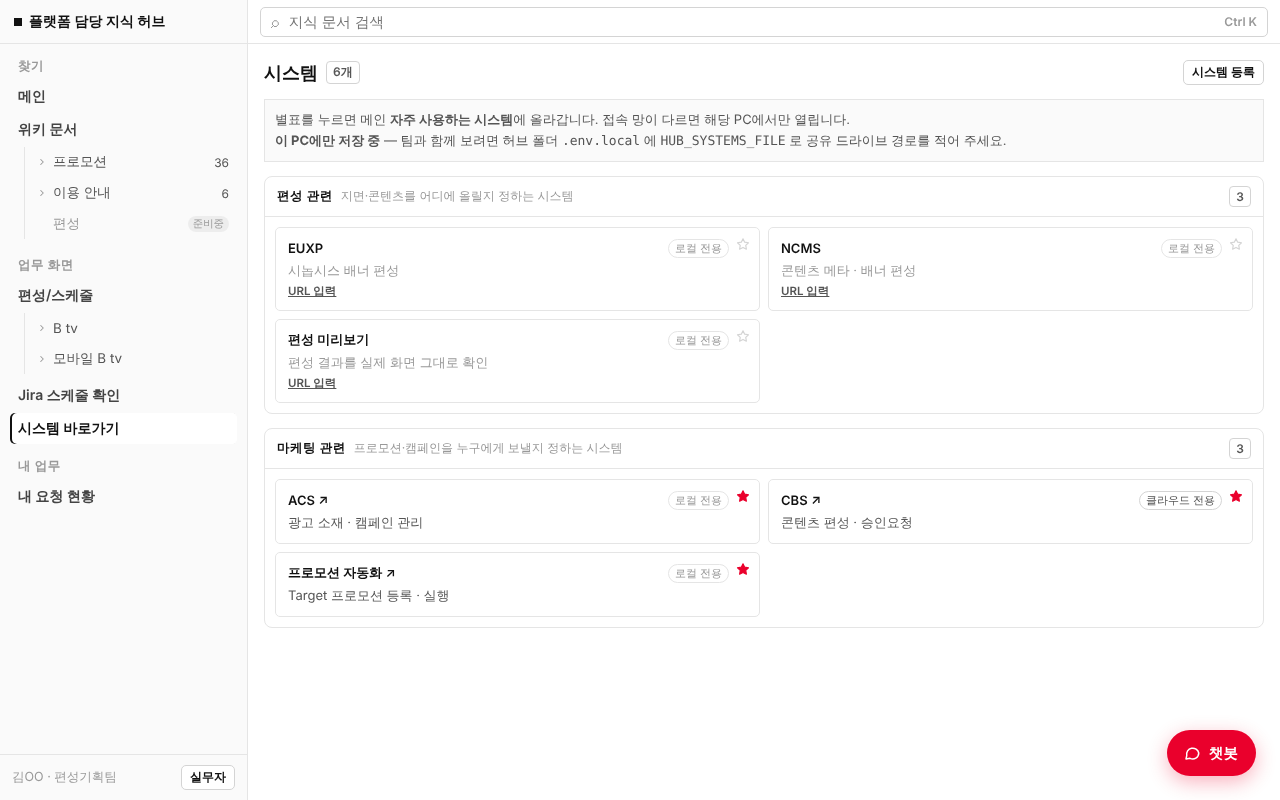 플랫폼 담당 지식 허브
지식 문서 검색
Ctrl K
찾기
메인
위키 문서
프로모션 36
이용 안내 6
편성 준비중
업무 화면
편성/스케줄
B tv
모바일 B tv
Jira 스케줄 확인
시스템 바로가기
내 업무
내 요청 현황
김OO · 편성기획팀
실무자
시스템 6개
시스템 등록
별표를 누르면 메인 자주 사용하는 시스템에 올라갑니다. 접속 망이 다르면 해당 PC에서만 열립니다.
이 PC에만 저장 중 — 팀과 함께 보려면 허브 폴더 .env.local 에 HUB_SYSTEMS_FILE 로 공유 드라이브 경로를 적어 주세요.
편성 관련 지면·콘텐츠를 어디에 올릴지 정하는 시스템 3
EUXP 로컬 전용
시놉시스 배너 편성
URL 입력
NCMS 로컬 전용
콘텐츠 메타 · 배너 편성
URL 입력
편성 미리보기 로컬 전용
편성 결과를 실제 화면 그대로 확인
URL 입력
마케팅 관련 프로모션·캠페인을 누구에게 보낼지 정하는 시스템 3
ACS ↗ 로컬 전용
광고 소재 · 캠페인 관리
CBS ↗ 클라우드 전용
콘텐츠 편성 · 승인요청
프로모션 자동화 ↗ 로컬 전용
Target 프로모션 등록 · 실행
챗봇